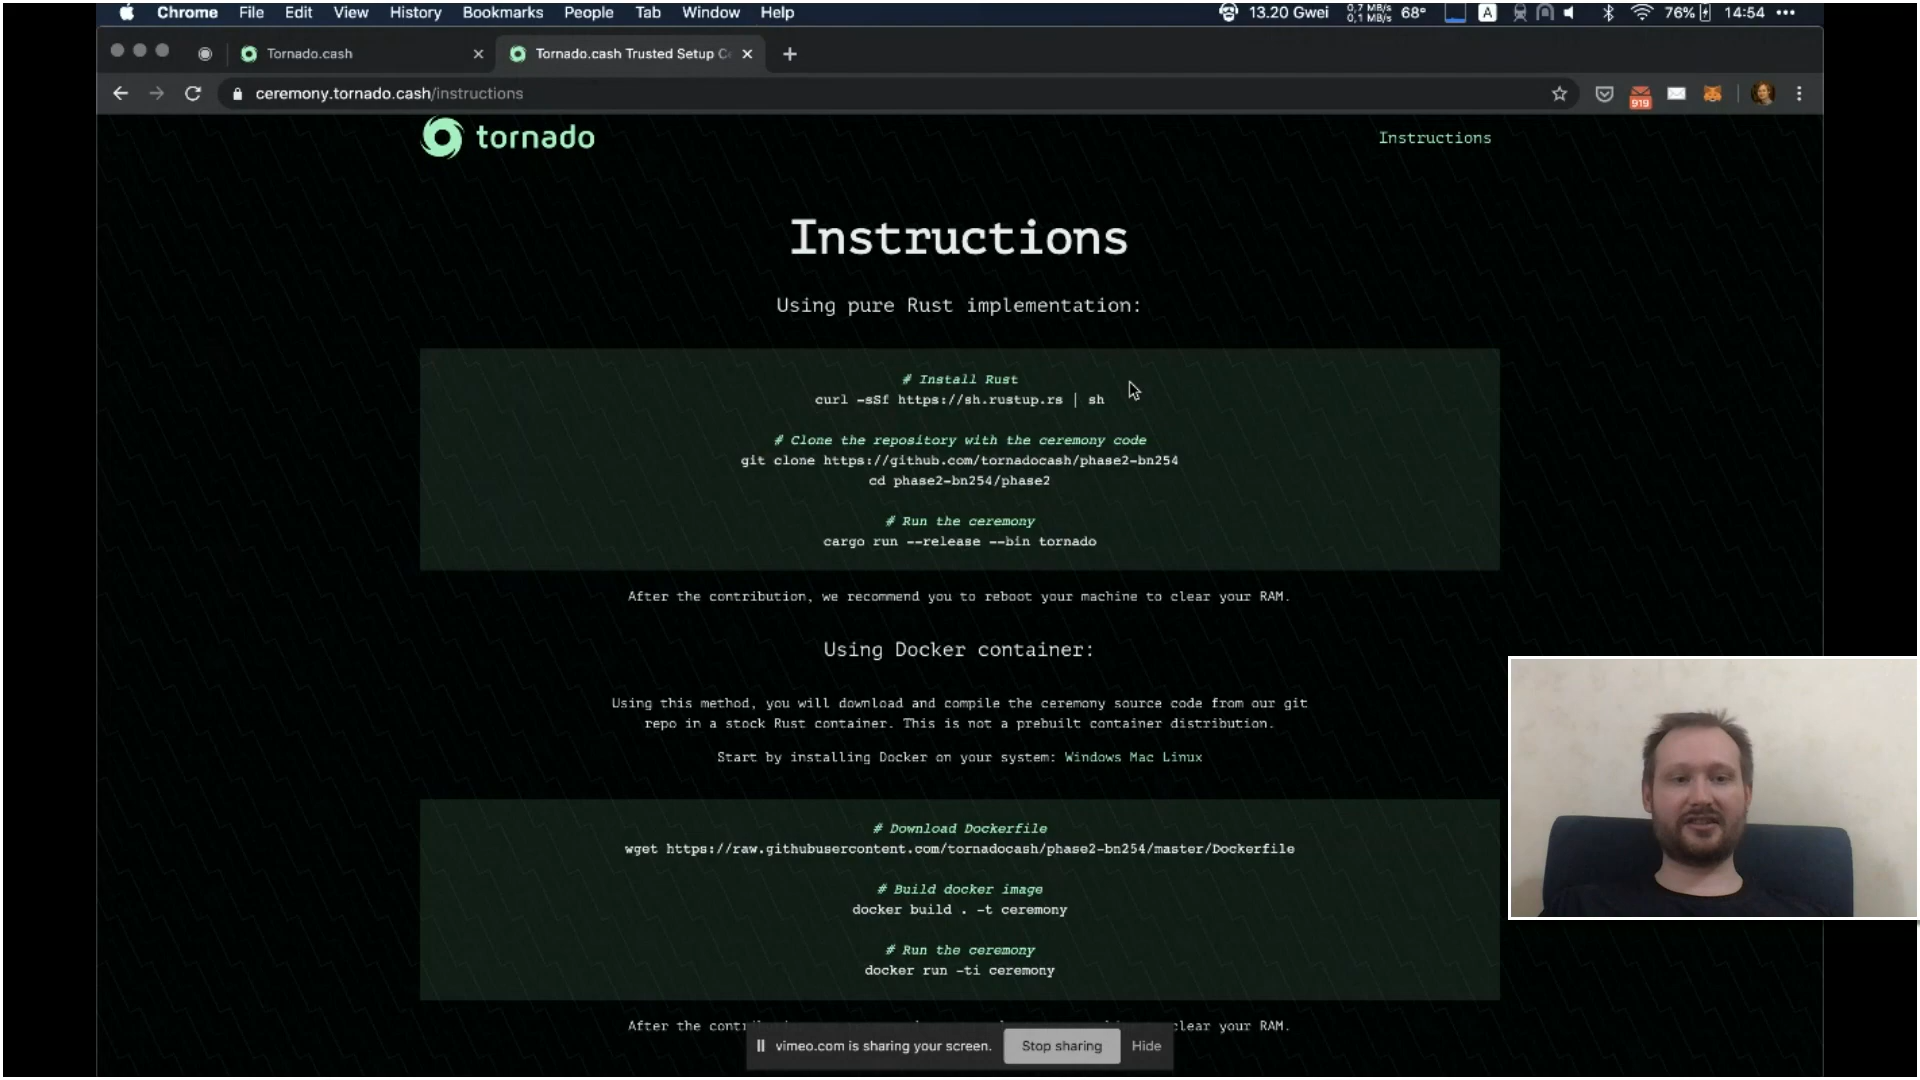 Chrome File Edit View History Bookmarks People Tab Window Help
13.20 Gwei 0,7 MB/s 0,1 MB/s 68° A 76% 14:54
Tornado.cash
Tornado.cash Trusted Setup C
ceremony.tornado.cash/instructions
919
tornado
Instructions
Instructions
Using pure Rust implementation:
# Install Rust
curl -sSf https://sh.rustup.rs | sh
# Clone the repository with the ceremony code
git clone https://github.com/tornadocash/phase2-bn254
cd phase2-bn254/phase2
# Run the ceremony
cargo run --release --bin tornado
After the contribution, we recommend you to reboot your machine to clear your RAM.
Using Docker container:
Using this method, you will download and compile the ceremony source code from our git
repo in a stock Rust container. This is not a prebuilt container distribution.
Start by installing Docker on your system: Windows Mac Linux
# Download Dockerfile
wget https://raw.githubusercontent.com/tornadocash/phase2-bn254/master/Dockerfile
# Build docker image
docker build . -t ceremony
# Run the ceremony
docker run -ti ceremony
After the clear your RAM.
vimeo.com is sharing your screen. Stop sharing Hide